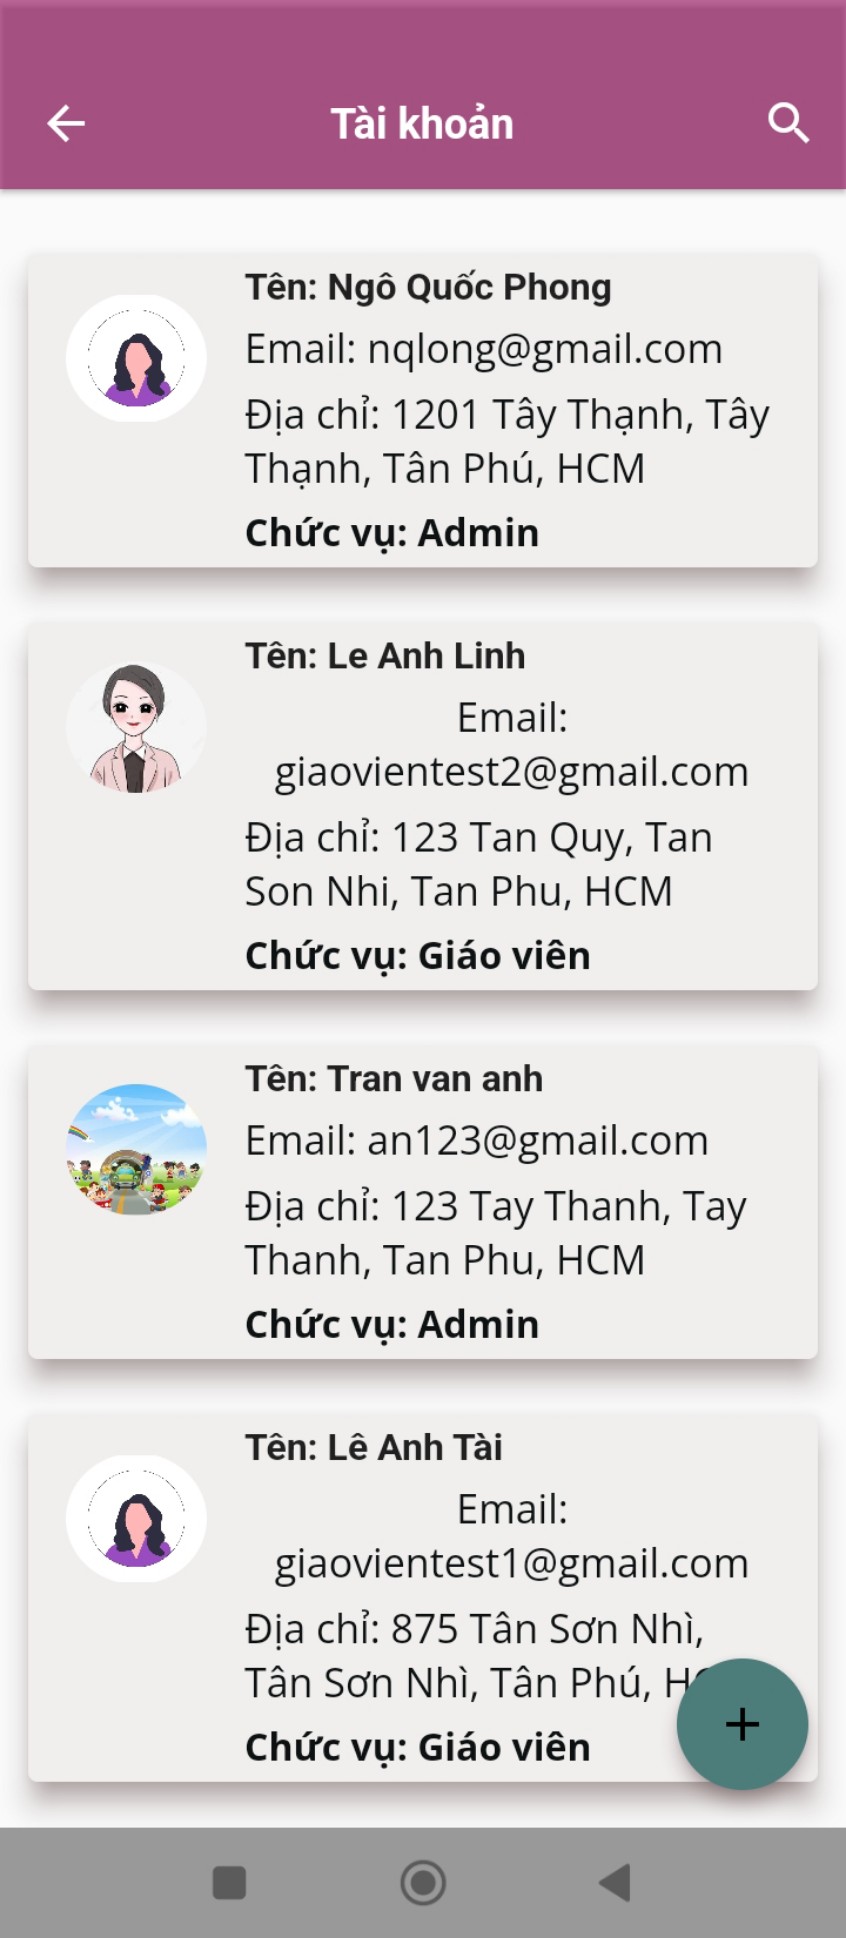 Tài khoản
Tên: Ngô Quốc Phong
Email: nqlong@gmail.com
Địa chỉ: 1201 Tây Thạnh, Tây
Thạnh, Tân Phú, HCM
Chức vụ: Admin
Tên: Le Anh Linh
Email:
giaovientest2@gmail.com
Địa chỉ: 123 Tan Quy, Tan
Son Nhi, Tan Phu, HCM
Chức vụ: Giáo viên
Tên: Tran van anh
Email: an123@gmail.com
Địa chỉ: 123 Tay Thanh, Tay
Thanh, Tan Phu, HCM
Chức vụ: Admin
Tên: Lê Anh Tài
Email:
giaovientest1@gmail.com
Địa chỉ: 875 Tân Sơn Nhì,
Tân Sơn Nhì, Tân Phú,
Chức vụ: Giáo viên